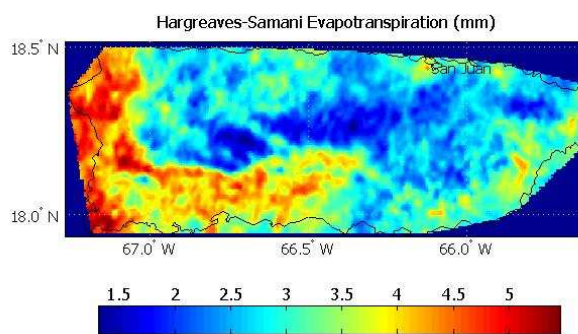 Hargreaves-Samani Evapotranspiration (mm)
18.5° N
San Juan
18.0° N
67.0° W 66.5° W 66.0° W
1.5 2 2.5 3 3.5 4 4.5 5